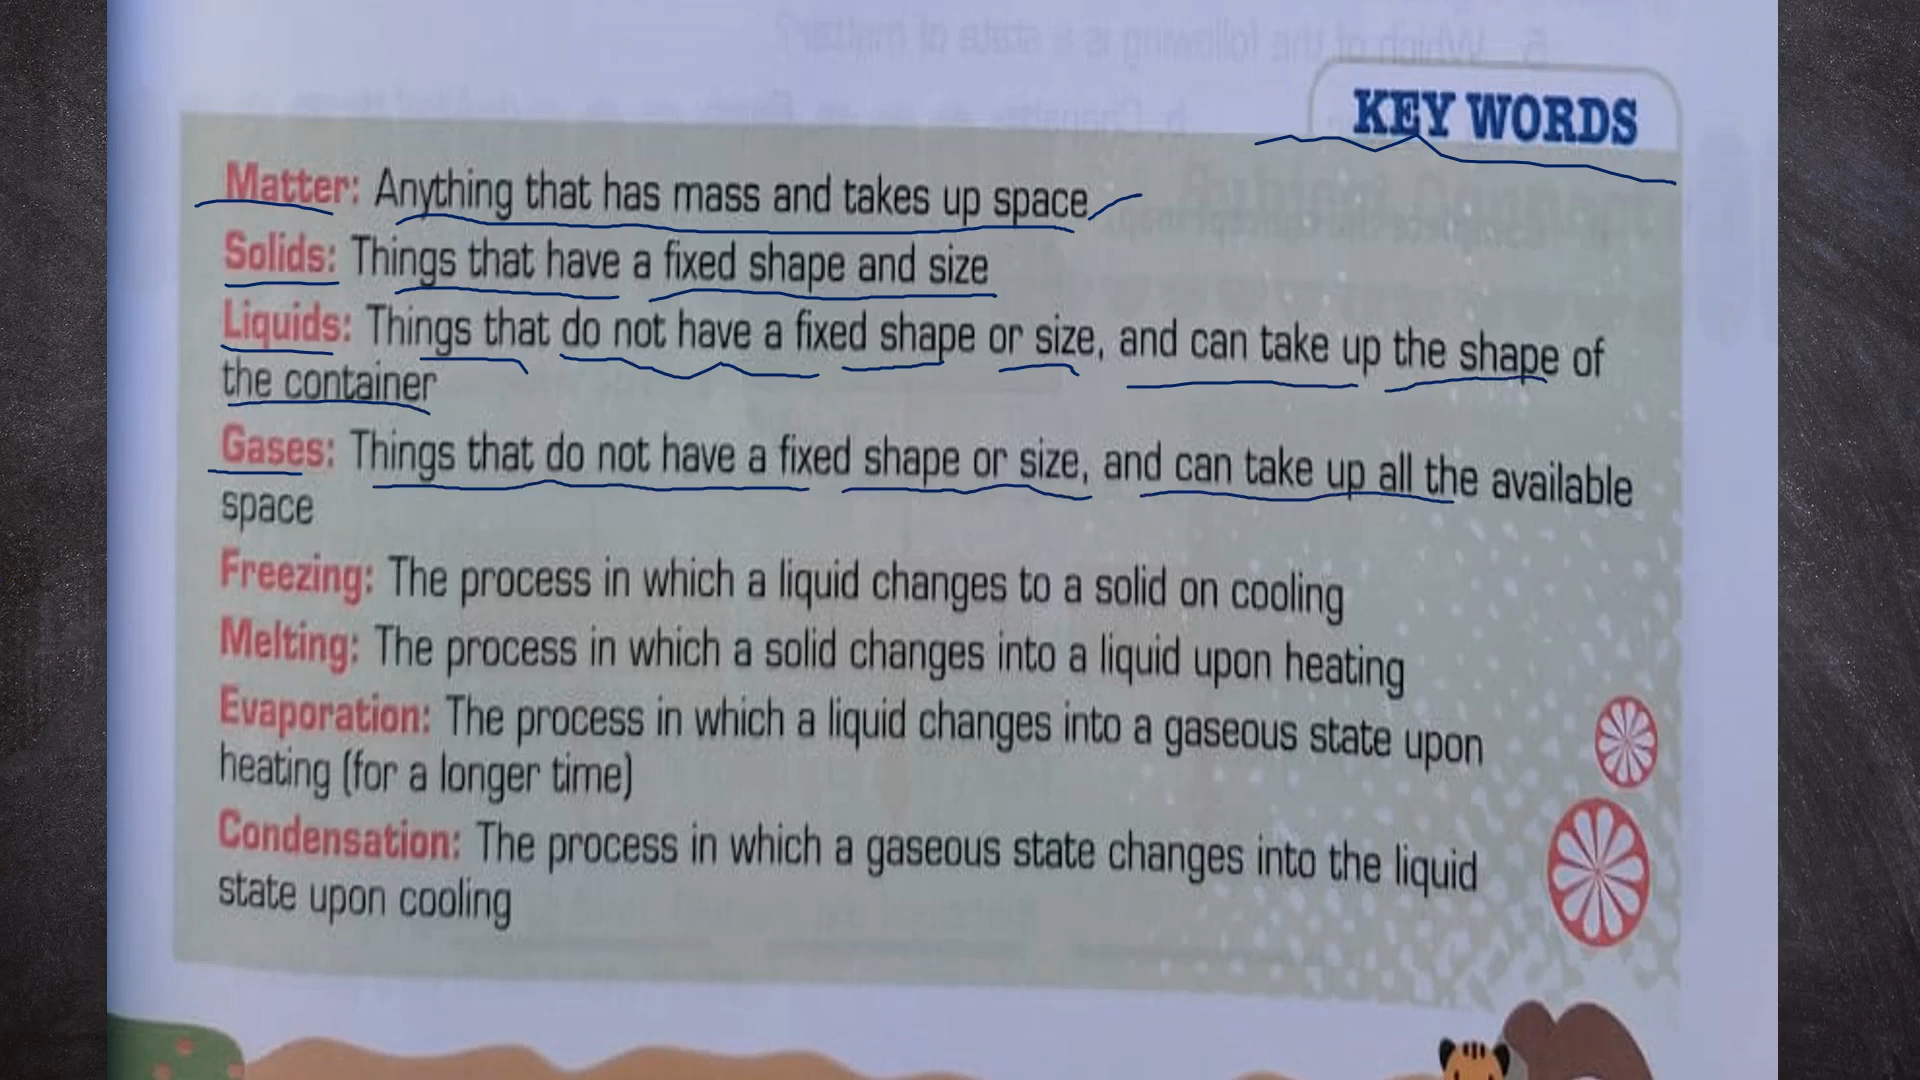 KEY WORDS
Matter: Anything that has mass and takes up space
Solids: Things that have a fixed shape and size
Liquids: Things that do not have a fixed shape or size, and can take up the shape of
the container
Gases: Things that do not have a fixed shape or size, and can take up all the available
space
Freezing: The process in which a liquid changes to a solid on cooling
Melting: The process in which a solid changes into a liquid upon heating
Evaporation: The process in which a liquid changes into a gaseous state upon
heating (for a longer time)
Condensation: The process in which a gaseous state changes into the liquid
state upon cooling